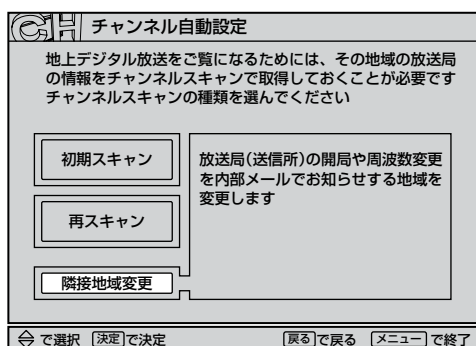 CH チャンネル自動設定
地上デジタル放送をご覧になるためには、その地域の放送局
の情報をチャンネルスキャンで取得しておくことが必要です
チャンネルスキャンの種類を選んでください
初期スキャン
再スキャン
隣接地域変更
放送局(送信所)の開局や周波数変更
を内部メールでお知らせする地域を
変更します
で選択 決定で決定 戻るで戻る メニューで終了